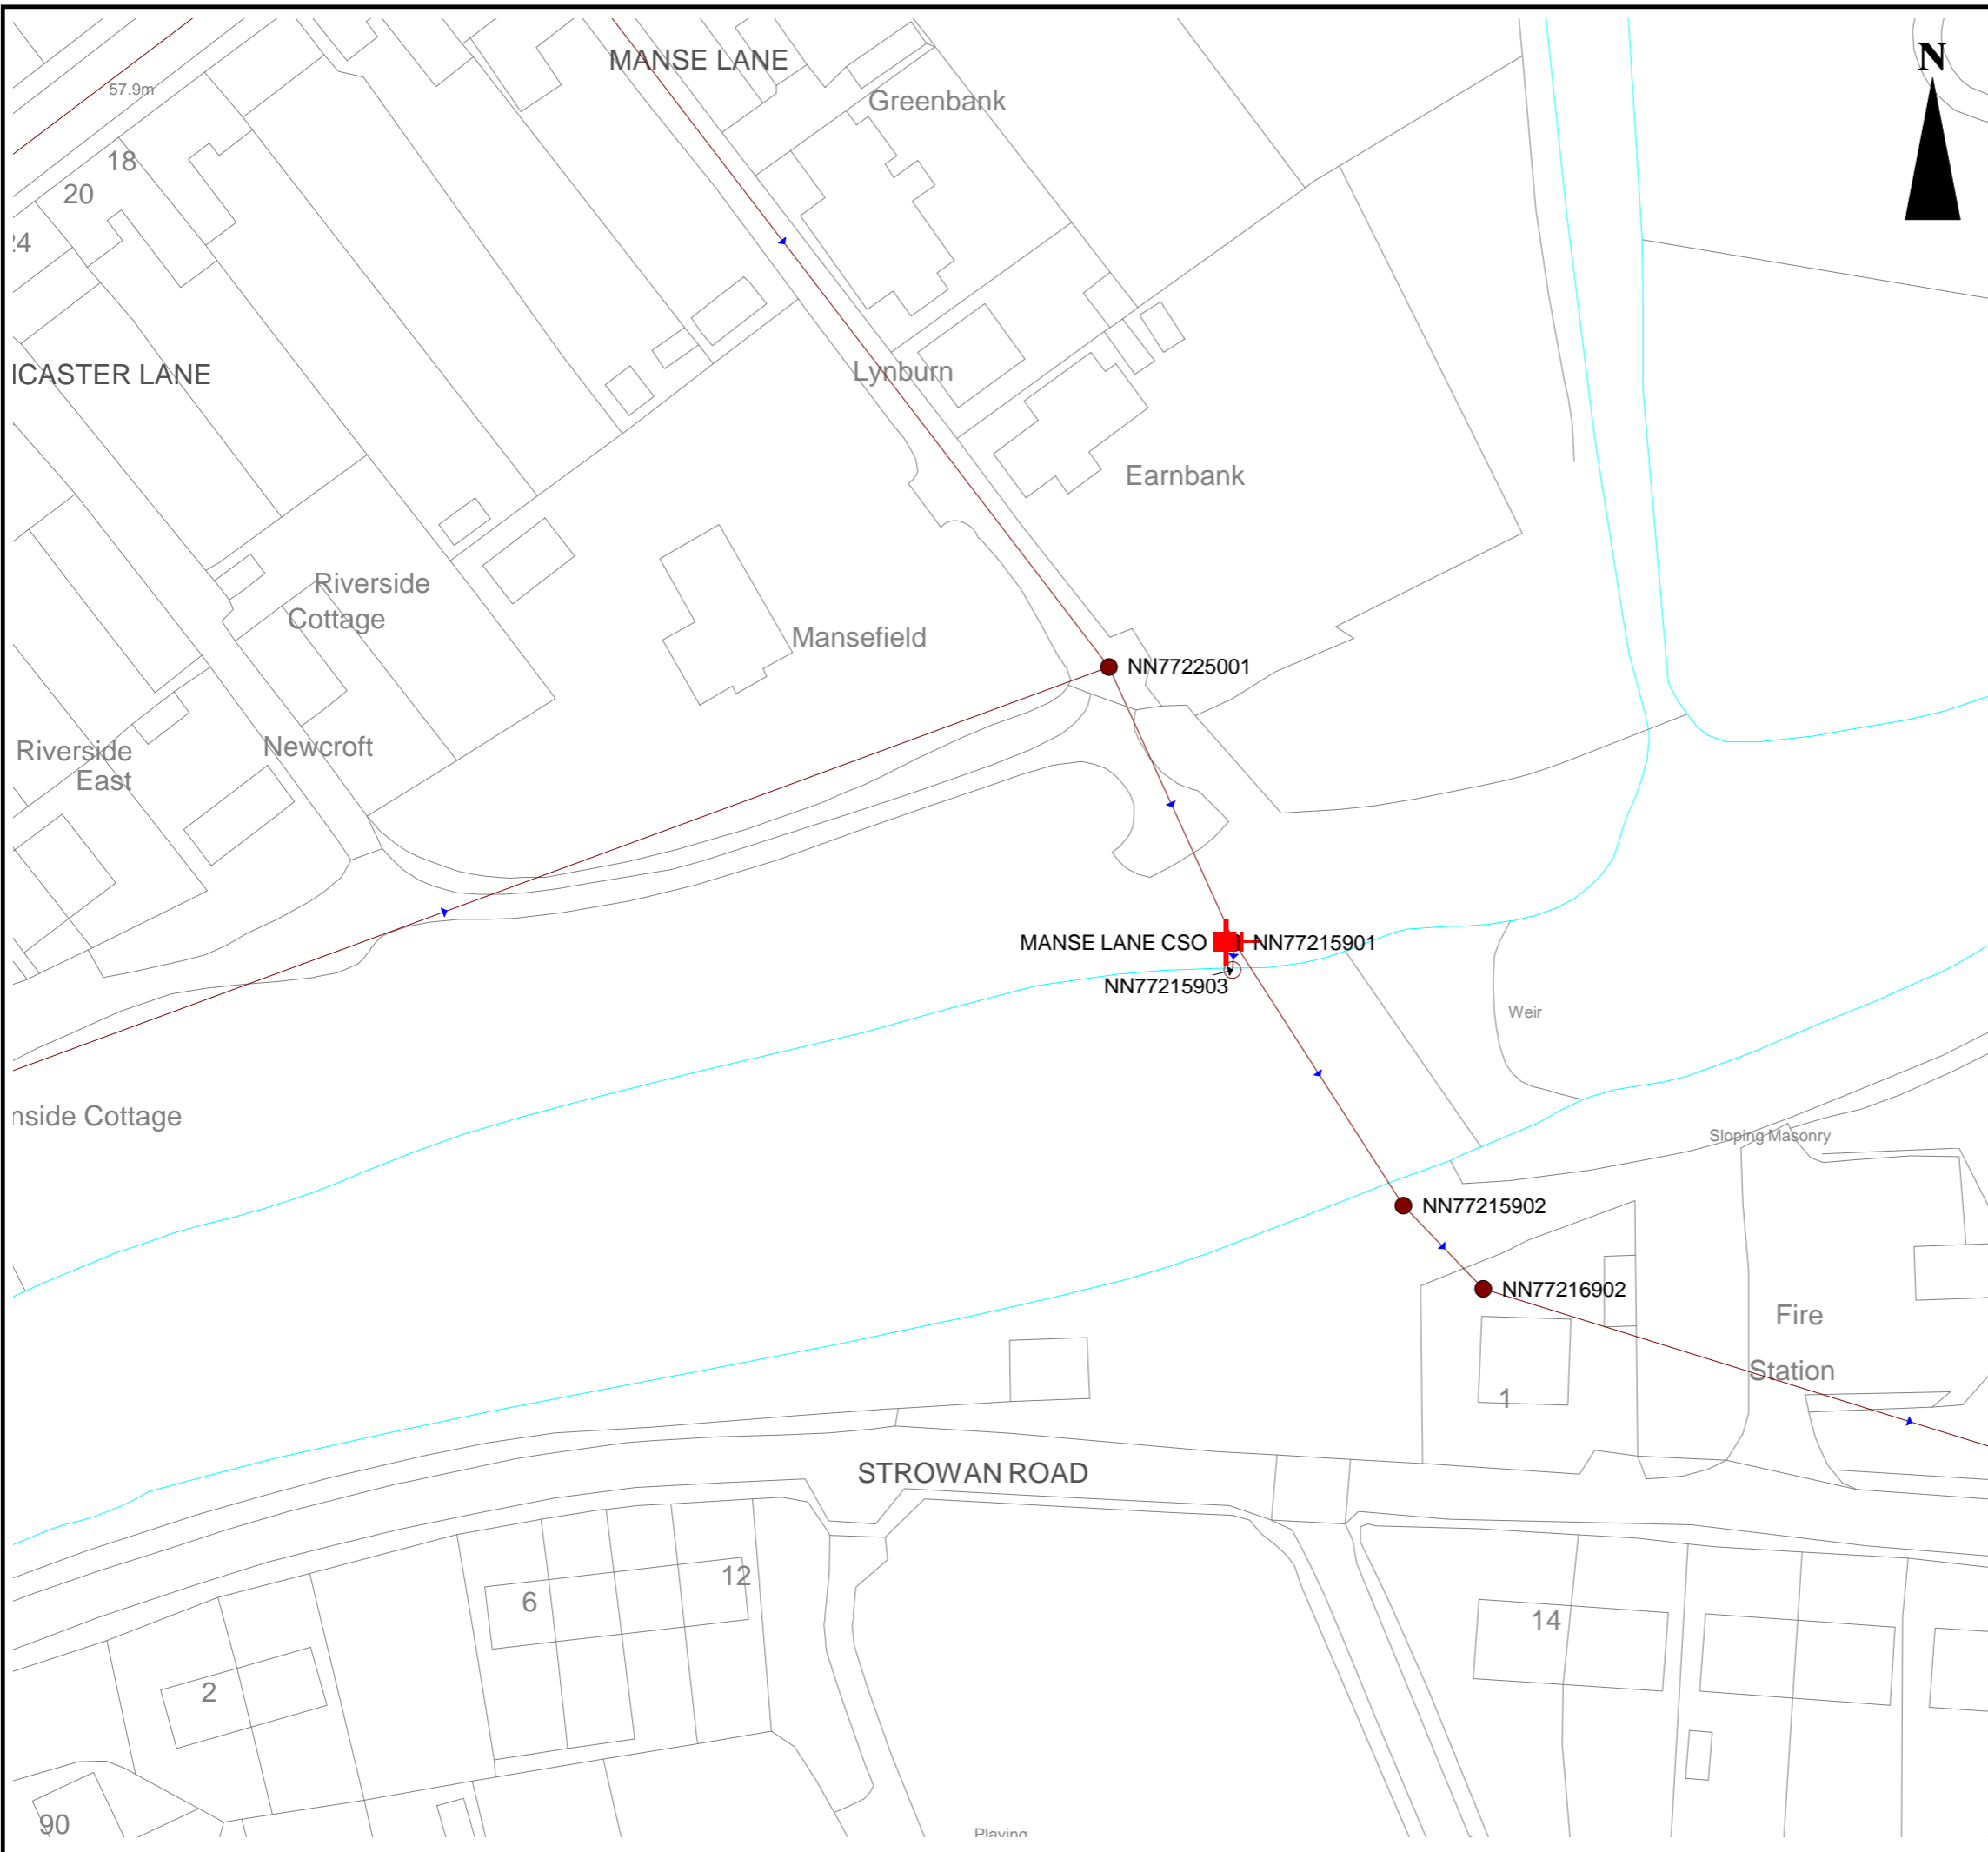 MANSE LANE
N
57.9m
Greenbank
18
20
24
Lynburn
ICASTER LANE
Earnbank
Riverside
Cottage
Mansefield
NN77225001
Riverside
East
Newcroft
MANSE LANE CSO
NN77215901
NN77215903
Weir
nside Cottage
Sloping Masonry
NN77215902
NN77216902
Fire
Station
1
STROWAN ROAD
12
6
14
2
90
Playing